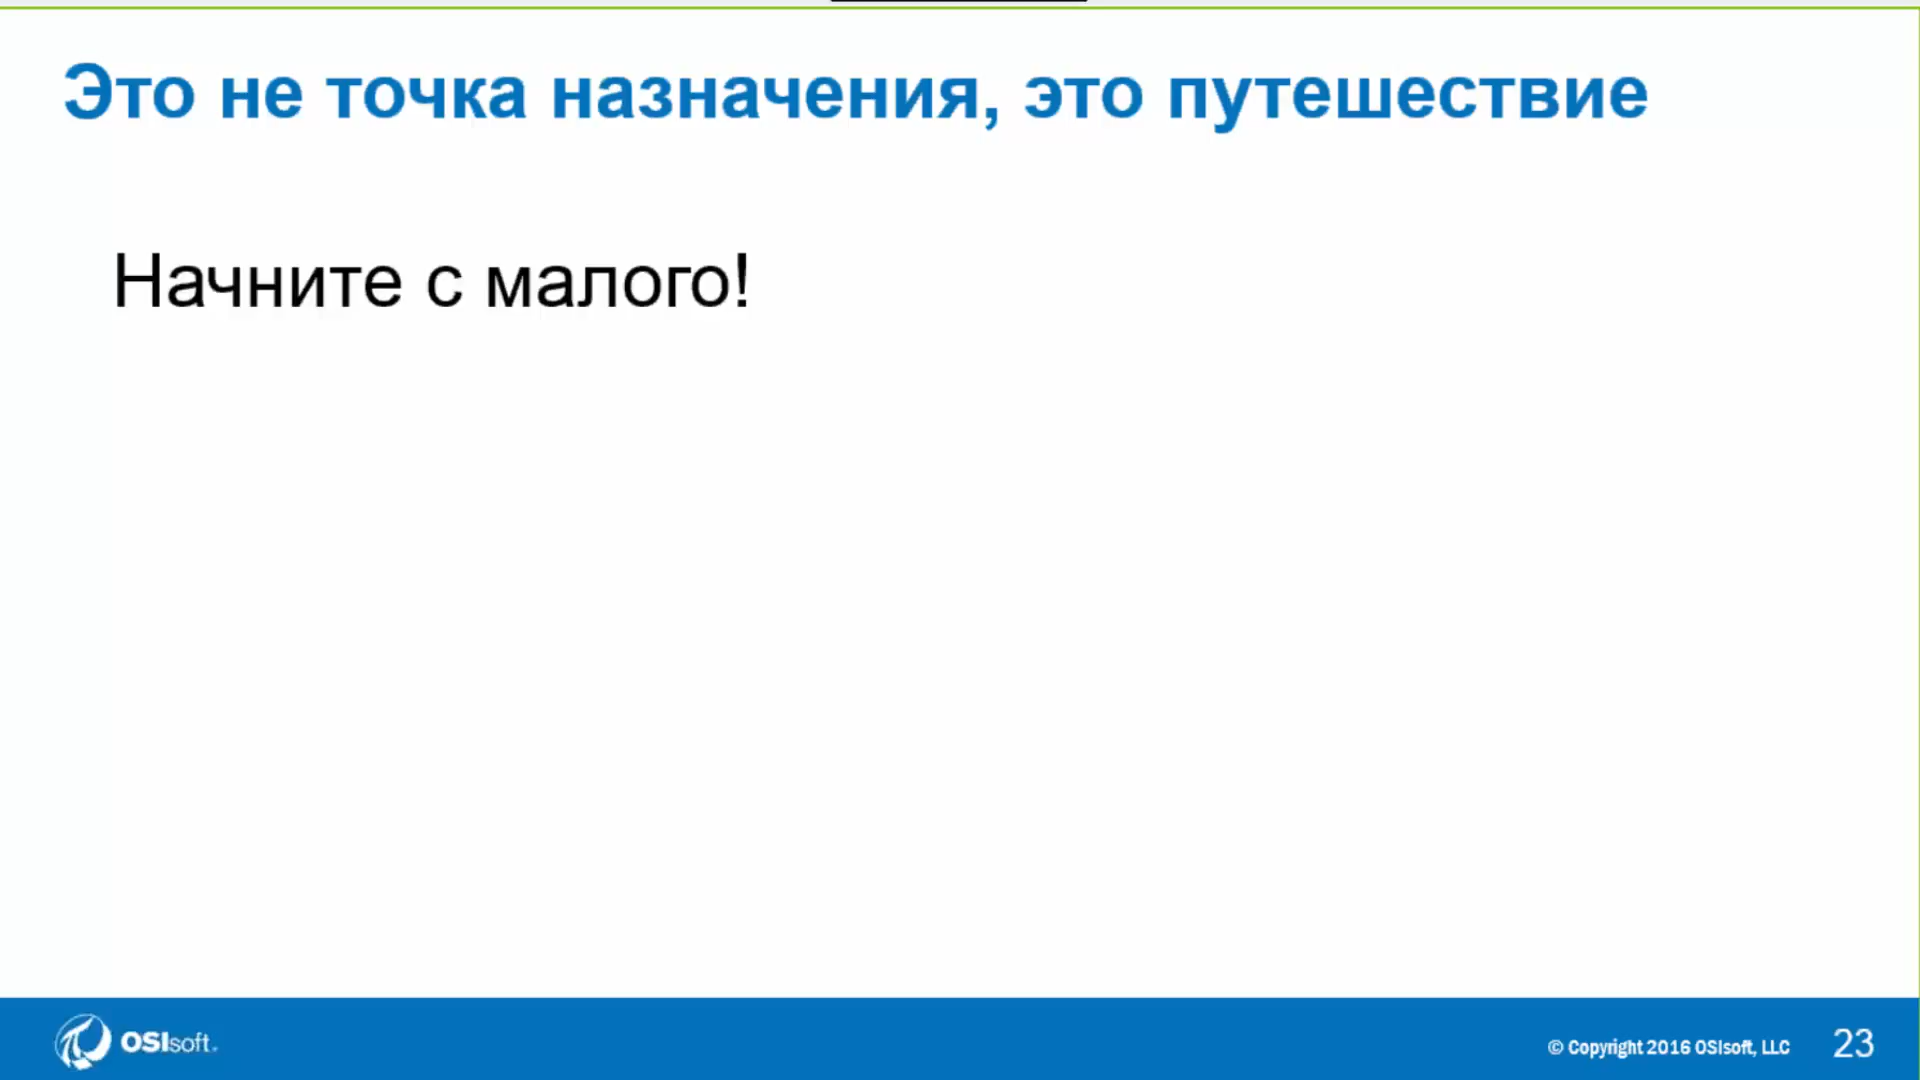 Это не точка назначения, это путешествие
Начните с малого!
OSIsoft.
© Copyright 2016 OSIsoft, LLC
23